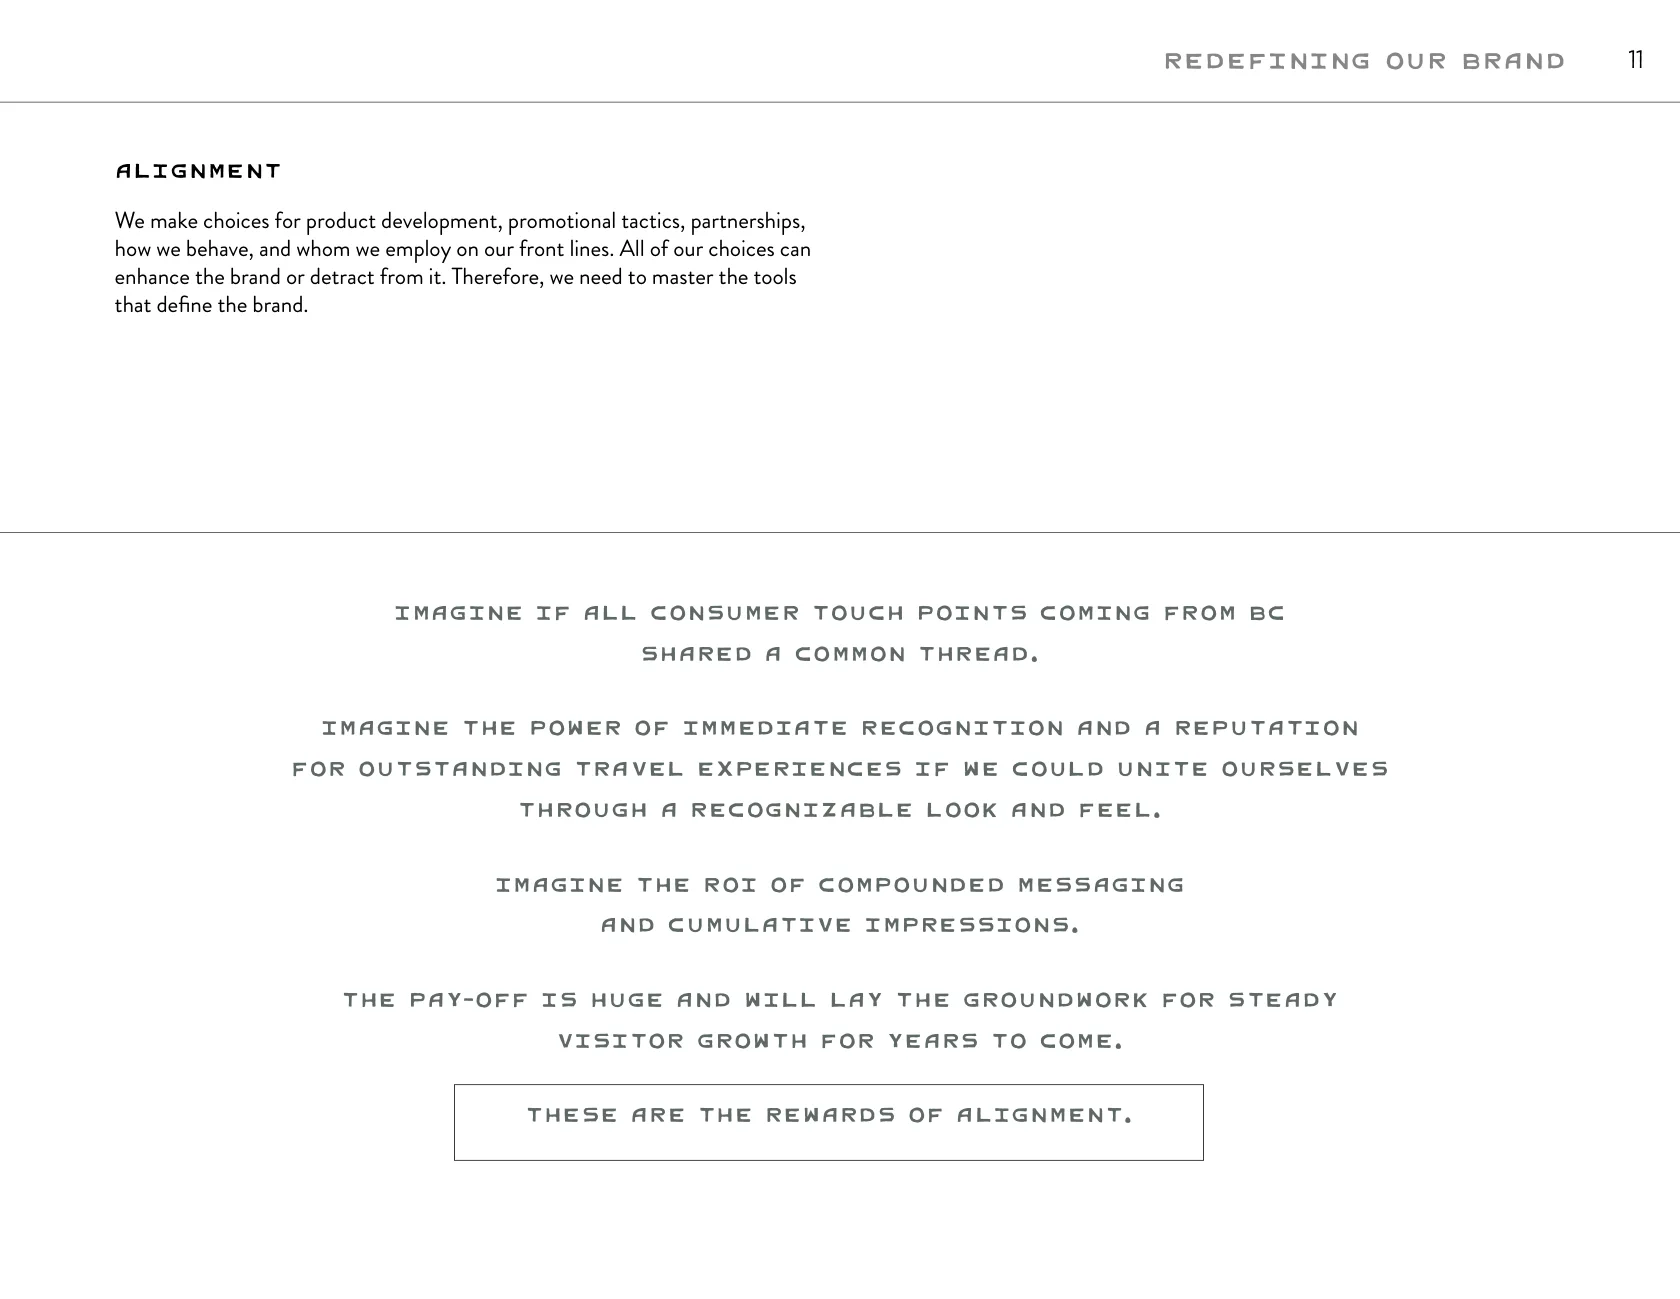 REDEFINING OUR BRAND 11
ALIGNMENT
We make choices for product development, promotional tactics, partnerships,
how we behave, and whom we employ on our front lines. All of our choices can
enhance the brand or detract from it. Therefore, we need to master the tools
that define the brand.
IMAGINE IF ALL CONSUMER TOUCH POINTS COMING FROM BC
SHARED A COMMON THREAD.
IMAGINE THE POWER OF IMMEDIATE RECOGNITION AND A REPUTATION
FOR OUTSTANDING TRAVEL EXPERIENCES IF WE COULD UNITE OURSELVES
THROUGH A RECOGNIZABLE LOOK AND FEEL.
IMAGINE THE ROI OF COMPOUNDED MESSAGING
AND CUMULATIVE IMPRESSIONS.
THE PAY-OFF IS HUGE AND WILL LAY THE GROUNDWORK FOR STEADY
VISITOR GROWTH FOR YEARS TO COME.
THESE ARE THE REWARDS OF ALIGNMENT.